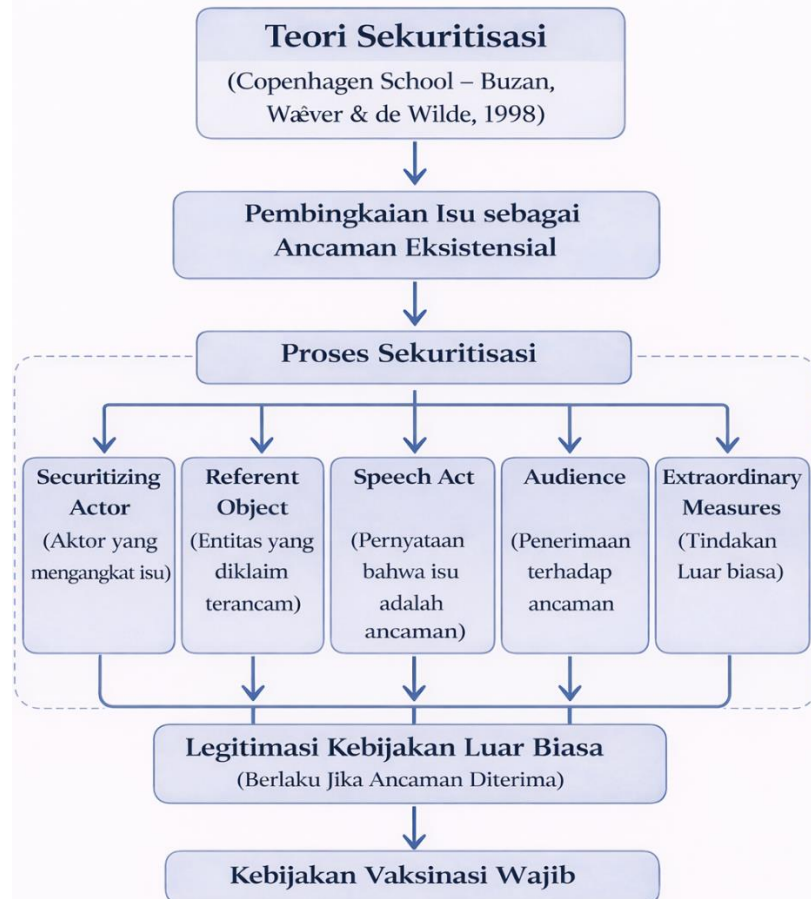 Teori Sekuritisasi
(Copenhagen School – Buzan,
Waêver & de Wilde, 1998)
Pembingkaian Isu sebagai
Ancaman Eksistensial
Proses Sekuritisasi
Securitizing
Actor
(Aktor yang
mengangkat isu)
Referent
Object
(Entitas yang
diklaim
terancam)
Speech Act
(Pernyataan
bahwa isu
adalah
ancaman)
Audience
(Penerimaan
terhadap
ancaman
Extraordinary
Measures
(Tindakan
Luar biasa)
Legitimasi Kebijakan Luar Biasa
(Berlaku Jika Ancaman Diterima)
Kebijakan Vaksinasi Wajib